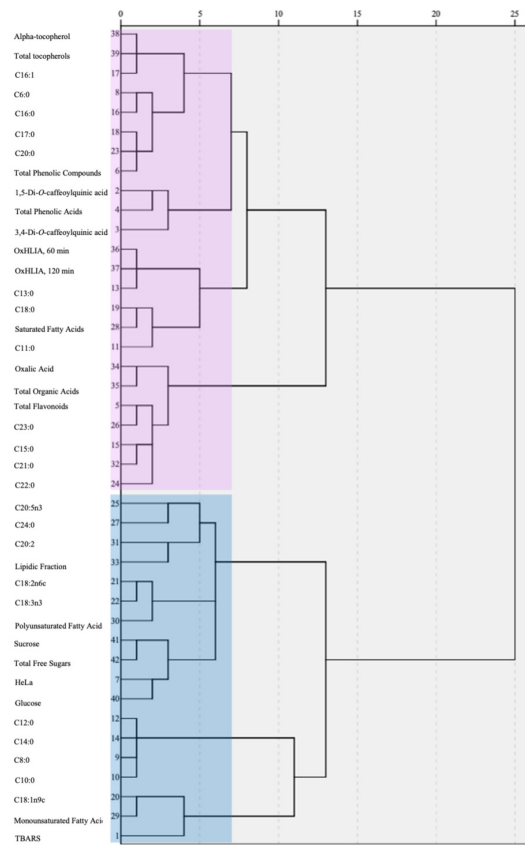 0 5 10 15 20 25
Alpha-tocopherol 38
Total tocopherols 39
C16:1 17
C6:0 8
C16:0 16
C17:0 18
C20:0 23
Total Phenolic Compounds 6
1,5-Di-O-caffeoylquinic acid 2
Total Phenolic Acids 4
3,4-Di-O-caffeoylquinic acid 3
OxHLIA, 60 min 36
OxHLIA, 120 min 37
C13:0 13
C18:0 19
Saturated Fatty Acids 28
C11:0 11
Oxalic Acid 34
Total Organic Acids 35
Total Flavonoids 5
C23:0 26
C15:0 15
C21:0 32
C22:0 24
C20:5n3 25
C24:0 27
C20:2 31
Lipidic Fraction 33
C18:2n6c 21
C18:3n3 22
Polyunsaturated Fatty Acid 30
Sucrose 41
Total Free Sugars 42
HeLa 7
Glucose 40
C12:0 12
C14:0 14
C8:0 9
C10:0 10
C18:1n9c 20
Monounsaturated Fatty Aci 29
TBARS 1